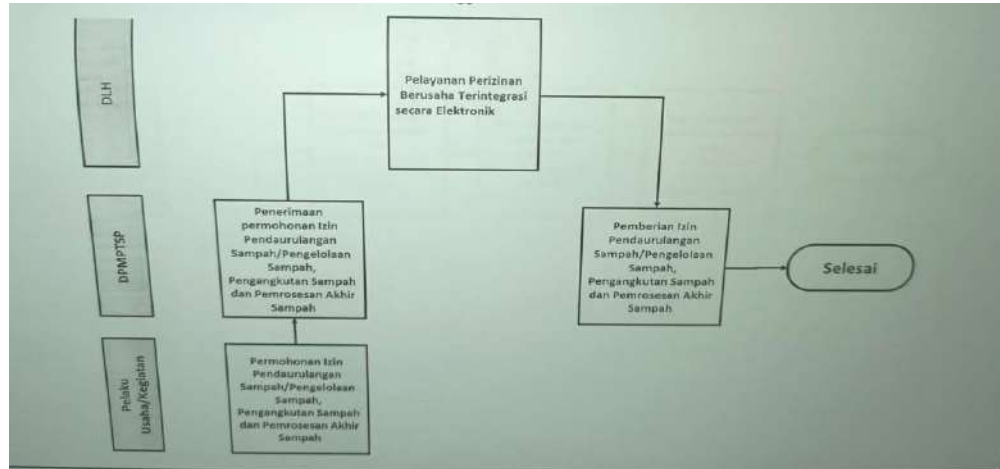 DLH
Pelayanan Perizinan
Berusaha Terintegrasi
secara Elektronik
DPMPTSP
Penerimaan
permohonan Izin
Pendaurulangan
Sampah/Pengelolaan
Sampah,
Pengangkutan Sampah
dan Pemrosesan Akhir
Sampah
Pemberian Izin
Pendaurulangan
Sampah/Pengelolaan
Sampah,
Pengangkutan Sampah
dan Pemrosesan Akhir
Sampah
Selesai
Pelaku
Usaha/Kegiatan
Permohonan Izin
Pendaurulangan
Sampah/Pengelolaan
Sampah,
Pengangkutan Sampah
dan Pemrosesan Akhir
Sampah